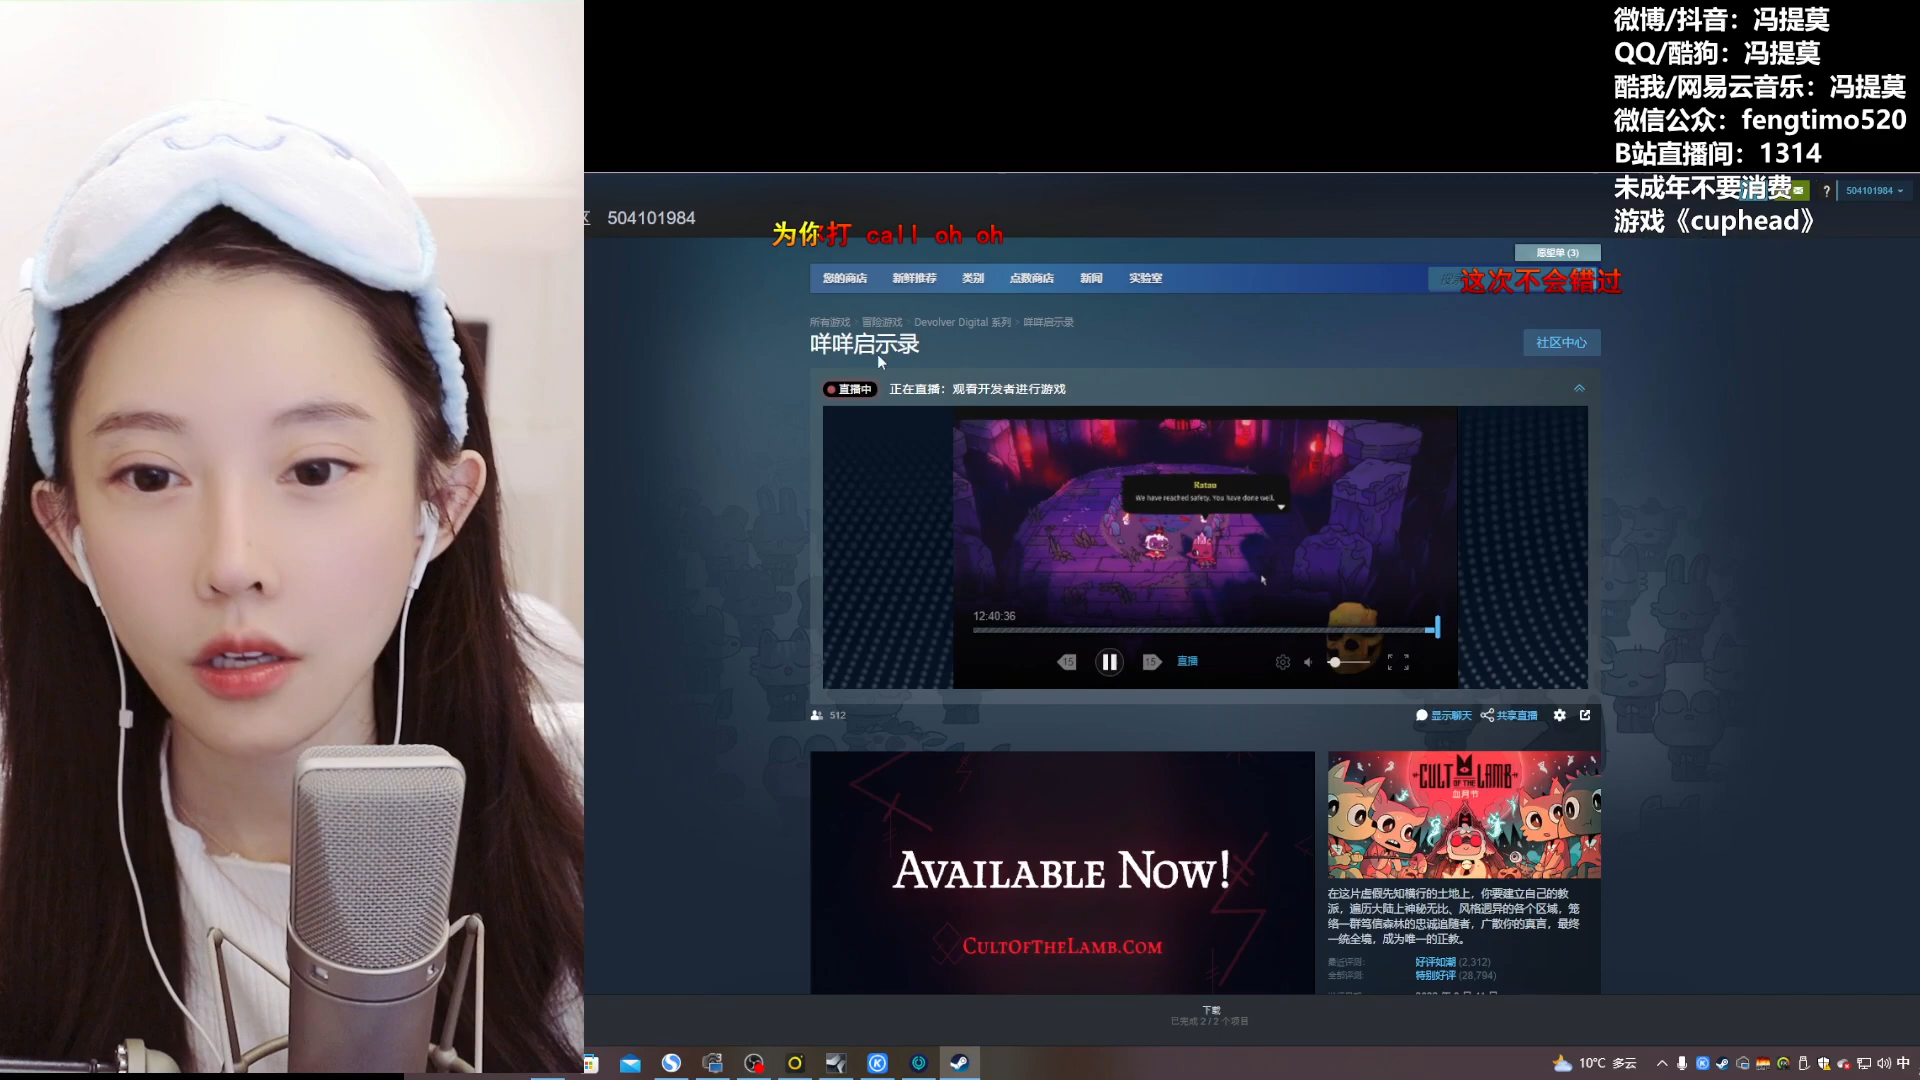 微博/抖音：冯提莫
QQ/酷狗：冯提莫
酷我/网易云音乐：冯提莫
微信公众：fengtimo520
B站直播间：1314
未成年不要消费
游戏《cuphead》
? 504101984
504101984
为你打 call oh oh
愿望单 (3)
您的商店 新鲜推荐 类别 点数商店 新闻 实验室
这次不会错过
所有游戏 > 冒险游戏 > Devolver Digital 系列 > 咩咩启示录
咩咩启示录
社区中心
直播中 正在直播：观看开发者进行游戏
Ratau
We have reached safety. You have done well.
12:40:36
15 15 直播
512
显示聊天 共享直播
AVAILABLE NOW!
CULTOFTHELAMB.COM
CULT OF THE LAMB
血月节
在这片虚假先知横行的土地上，你要建立自己的教
派，遍历大陆上神秘无比、风格迥异的各个区域，笼
络一群笃信森林的忠诚追随者，广散你的真言，最终
一统全境，成为唯一的正教。
最近评测: 好评如潮 (2,312)
全部评测: 特别好评 (28,794)
下载
已完成 2 / 2 个项目
10°C 多云
中